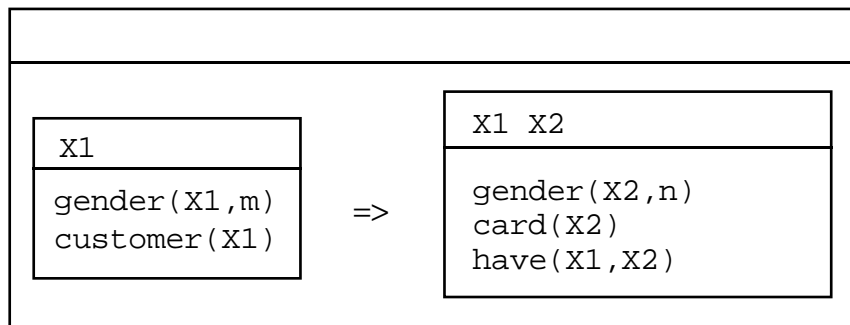 X1
gender(X1,m)
customer(X1)
=>
X1 X2
gender(X2,n)
card(X2)
have(X1,X2)